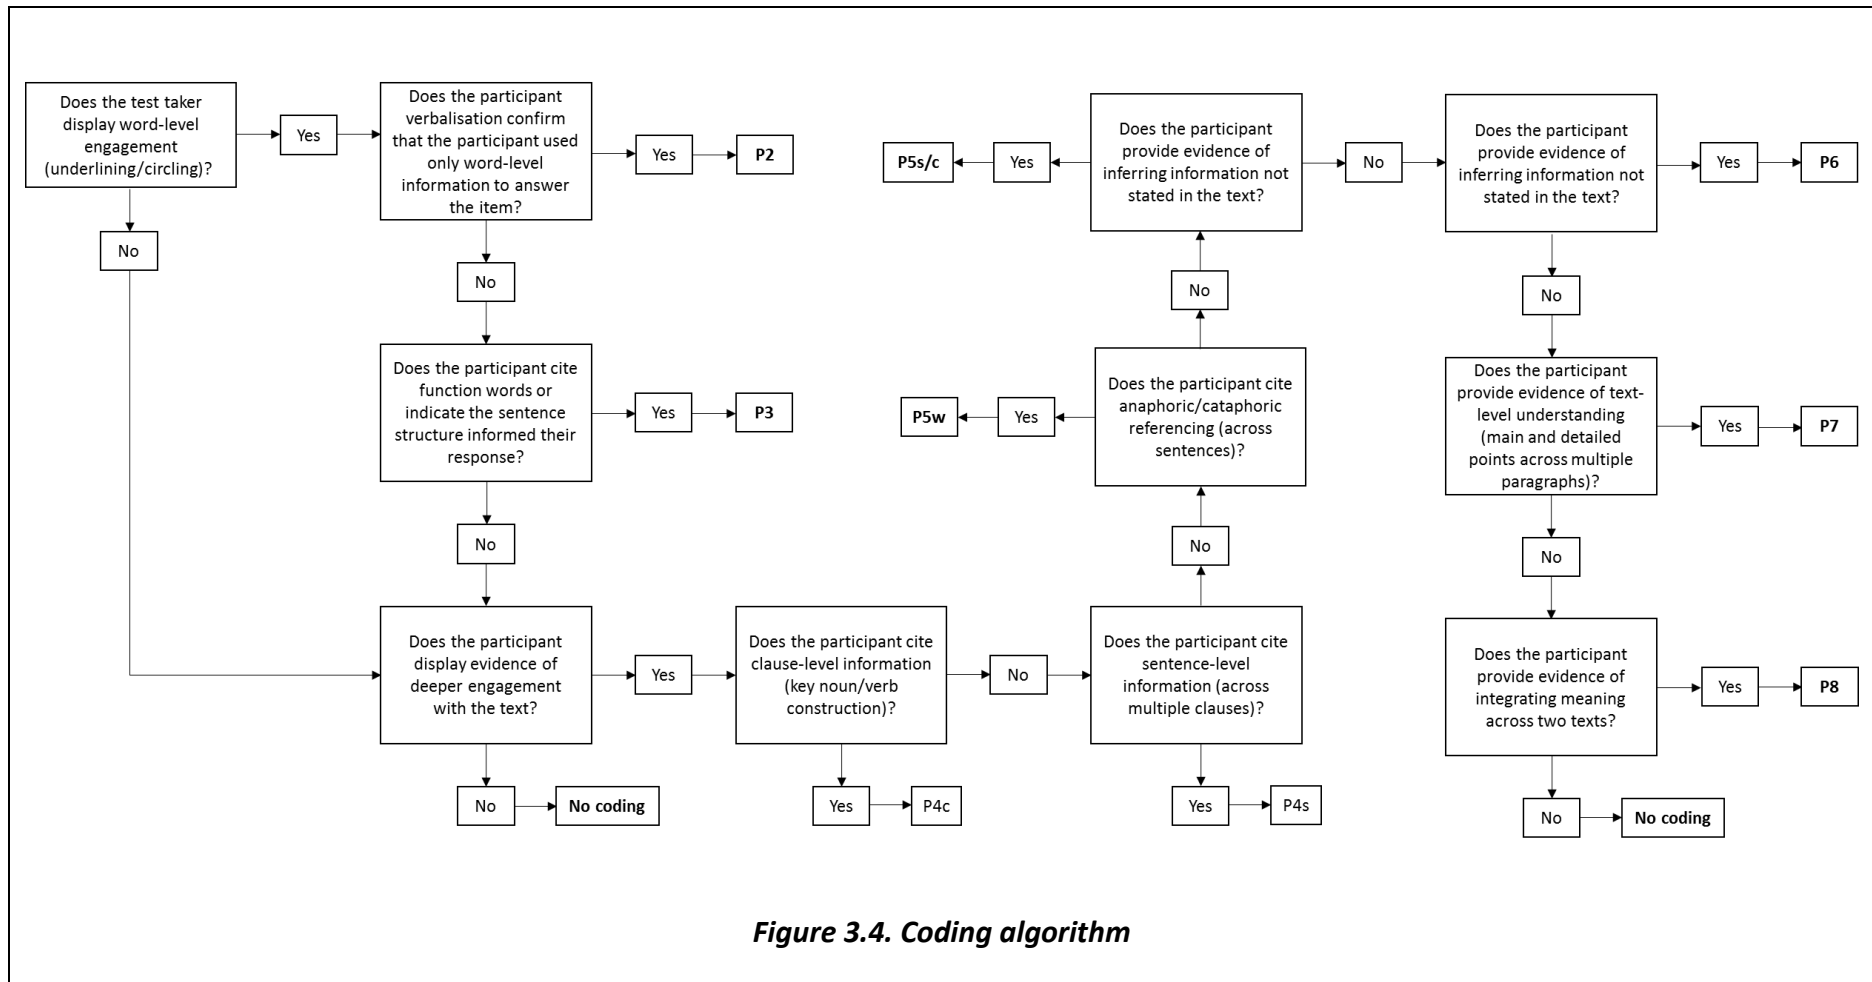 Does the test taker
display word-level
engagement
(underlining/circling)?
Yes
No
Does the participant
verbalisation confirm
that the participant used
only word-level
information to answer
the item?
Yes
P2
No
Does the participant cite
function words or
indicate the sentence
structure informed their
response?
Yes
P3
No
Does the participant
display evidence of
deeper engagement
with the text?
No
No coding
Yes
Does the participant cite
clause-level information
(key noun/verb
construction)?
Yes
P4c
No
Does the participant cite
sentence-level
information (across
multiple clauses)?
Yes
P4s
No
Does the participant cite
anaphoric/cataphoric
referencing (across
sentences)?
Yes
P5w
No
Does the participant
provide evidence of
inferring information not
stated in the text?
Yes
P5s/c
No
Does the participant
provide evidence of
inferring information not
stated in the text?
Yes
P6
No
Does the participant
provide evidence of text-
level understanding
(main and detailed
points across multiple
paragraphs)?
Yes
P7
No
Does the participant
provide evidence of
integrating meaning
across two texts?
Yes
P8
No
No coding
Figure 3.4. Coding algorithm